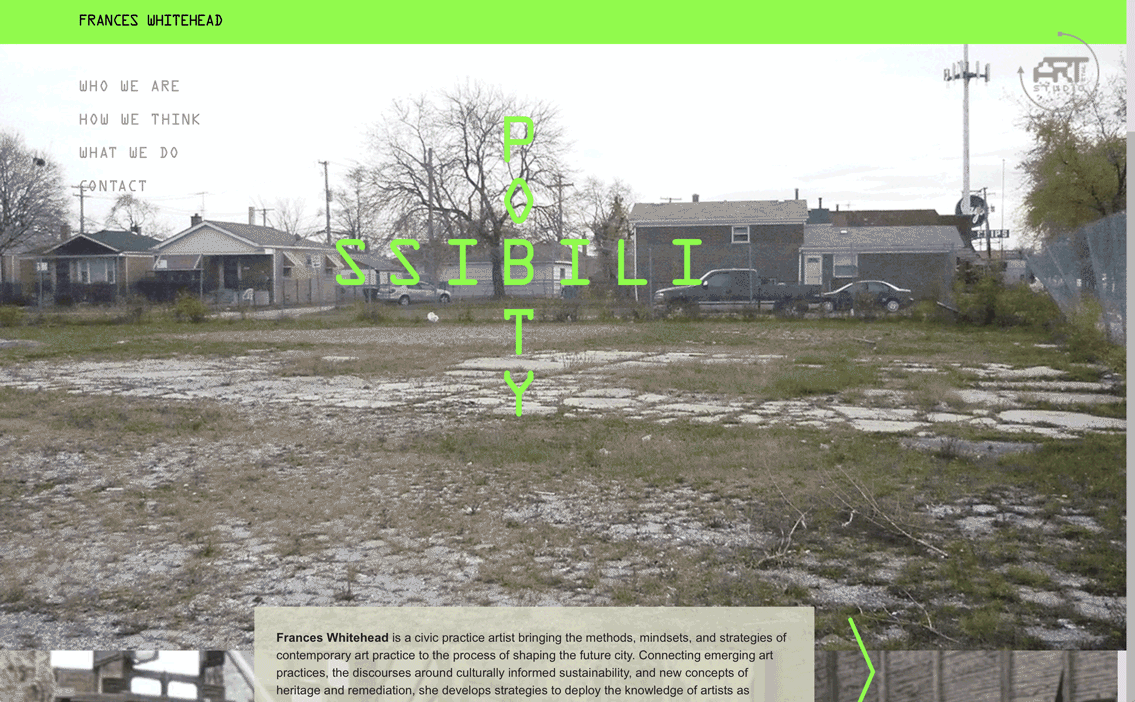 FRANCES WHITEHEAD
ART
STUDIO
WHO WE ARE
HOW WE THINK
WHAT WE DO
CONTACT
P
O
SSIBILI
T
Y
Frances Whitehead is a civic practice artist bringing the methods, mindsets, and strategies of
contemporary art practice to the process of shaping the future city. Connecting emerging art
practices, the discourses around culturally informed sustainability, and new concepts of
heritage and remediation, she develops strategies to deploy the knowledge of artists as